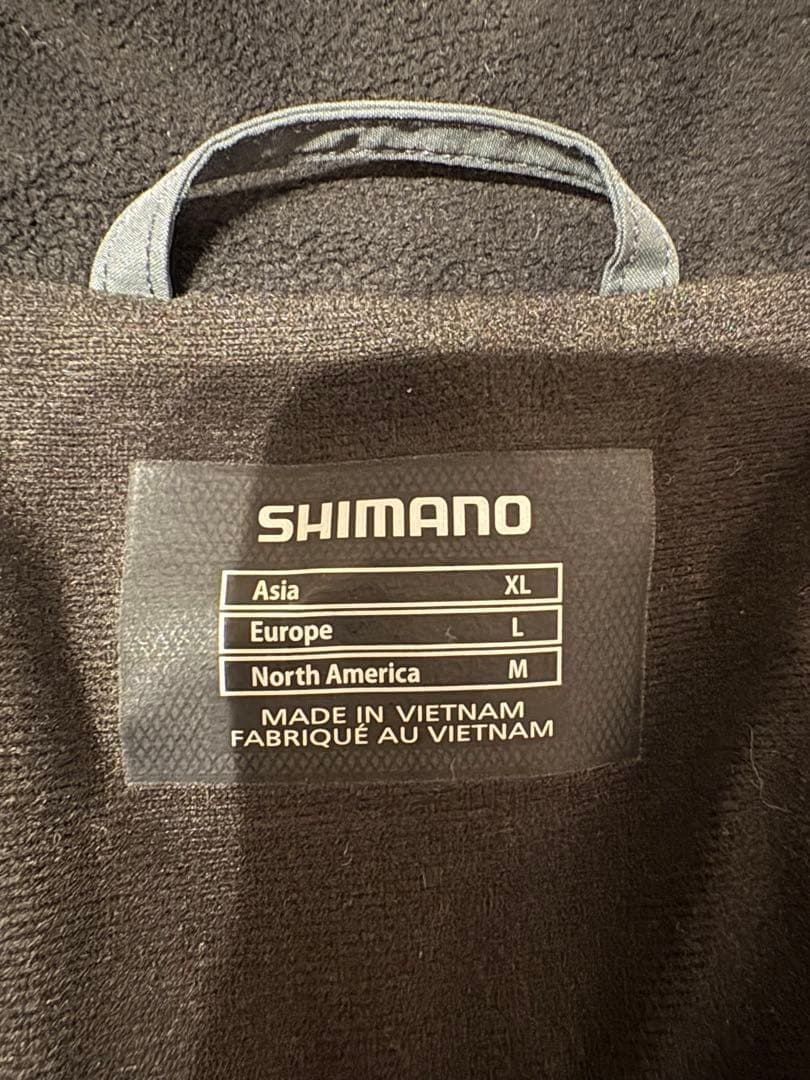 SHIMANO
Asia XL
Europe L
North America M
MADE IN VIETNAM
FABRIQUÉ AU VIETNAM